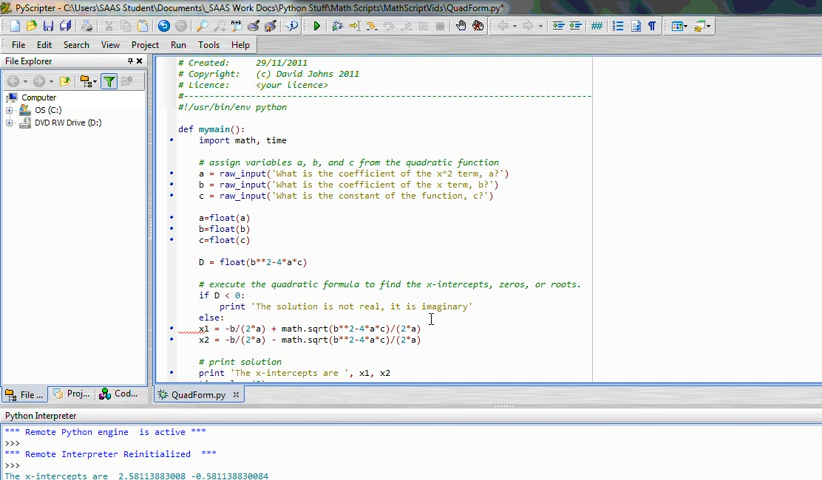 PyScripter - C:\Users\SAAS Student\Documents\_SAAS Work Docs\Python Stuff\Math Scripts\MathScriptVids\QuadForm.py*
File Edit Search View Project Run Tools Help
File Explorer
Computer
OS (C:)
DVD RW Drive (D:)
# Created: 29/11/2011
# Copyright: (c) David Johns 2011
# Licence: <your licence>
#-------------------------------------------------------------------------------
#!/usr/bin/env python
def mymain():
import math, time
# assign variables a, b, and c from the quadratic function
a = raw_input('What is the coefficient of the x^2 term, a?')
b = raw_input('What is the coefficient of the x term, b?')
c = raw_input('What is the constant of the function, c?')
a=float(a)
b=float(b)
c=float(c)
D = float(b**2-4*a*c)
# execute the quadratic formula to find the x-intercepts, zeros, or roots.
if D < 0:
print 'The solution is not real, it is imaginary'
else:
x1 = -b/(2*a) + math.sqrt(b**2-4*a*c)/(2*a)
x2 = -b/(2*a) - math.sqrt(b**2-4*a*c)/(2*a)
# print solution
print 'The x-intercepts are ', x1, x2
File ... Proj... Cod...
QuadForm.py
Python Interpreter
*** Remote Python engine is active ***
>>>
*** Remote Interpreter Reinitialized ***
>>>
The x-intercepts are 2.58113883008 -0.581138830084